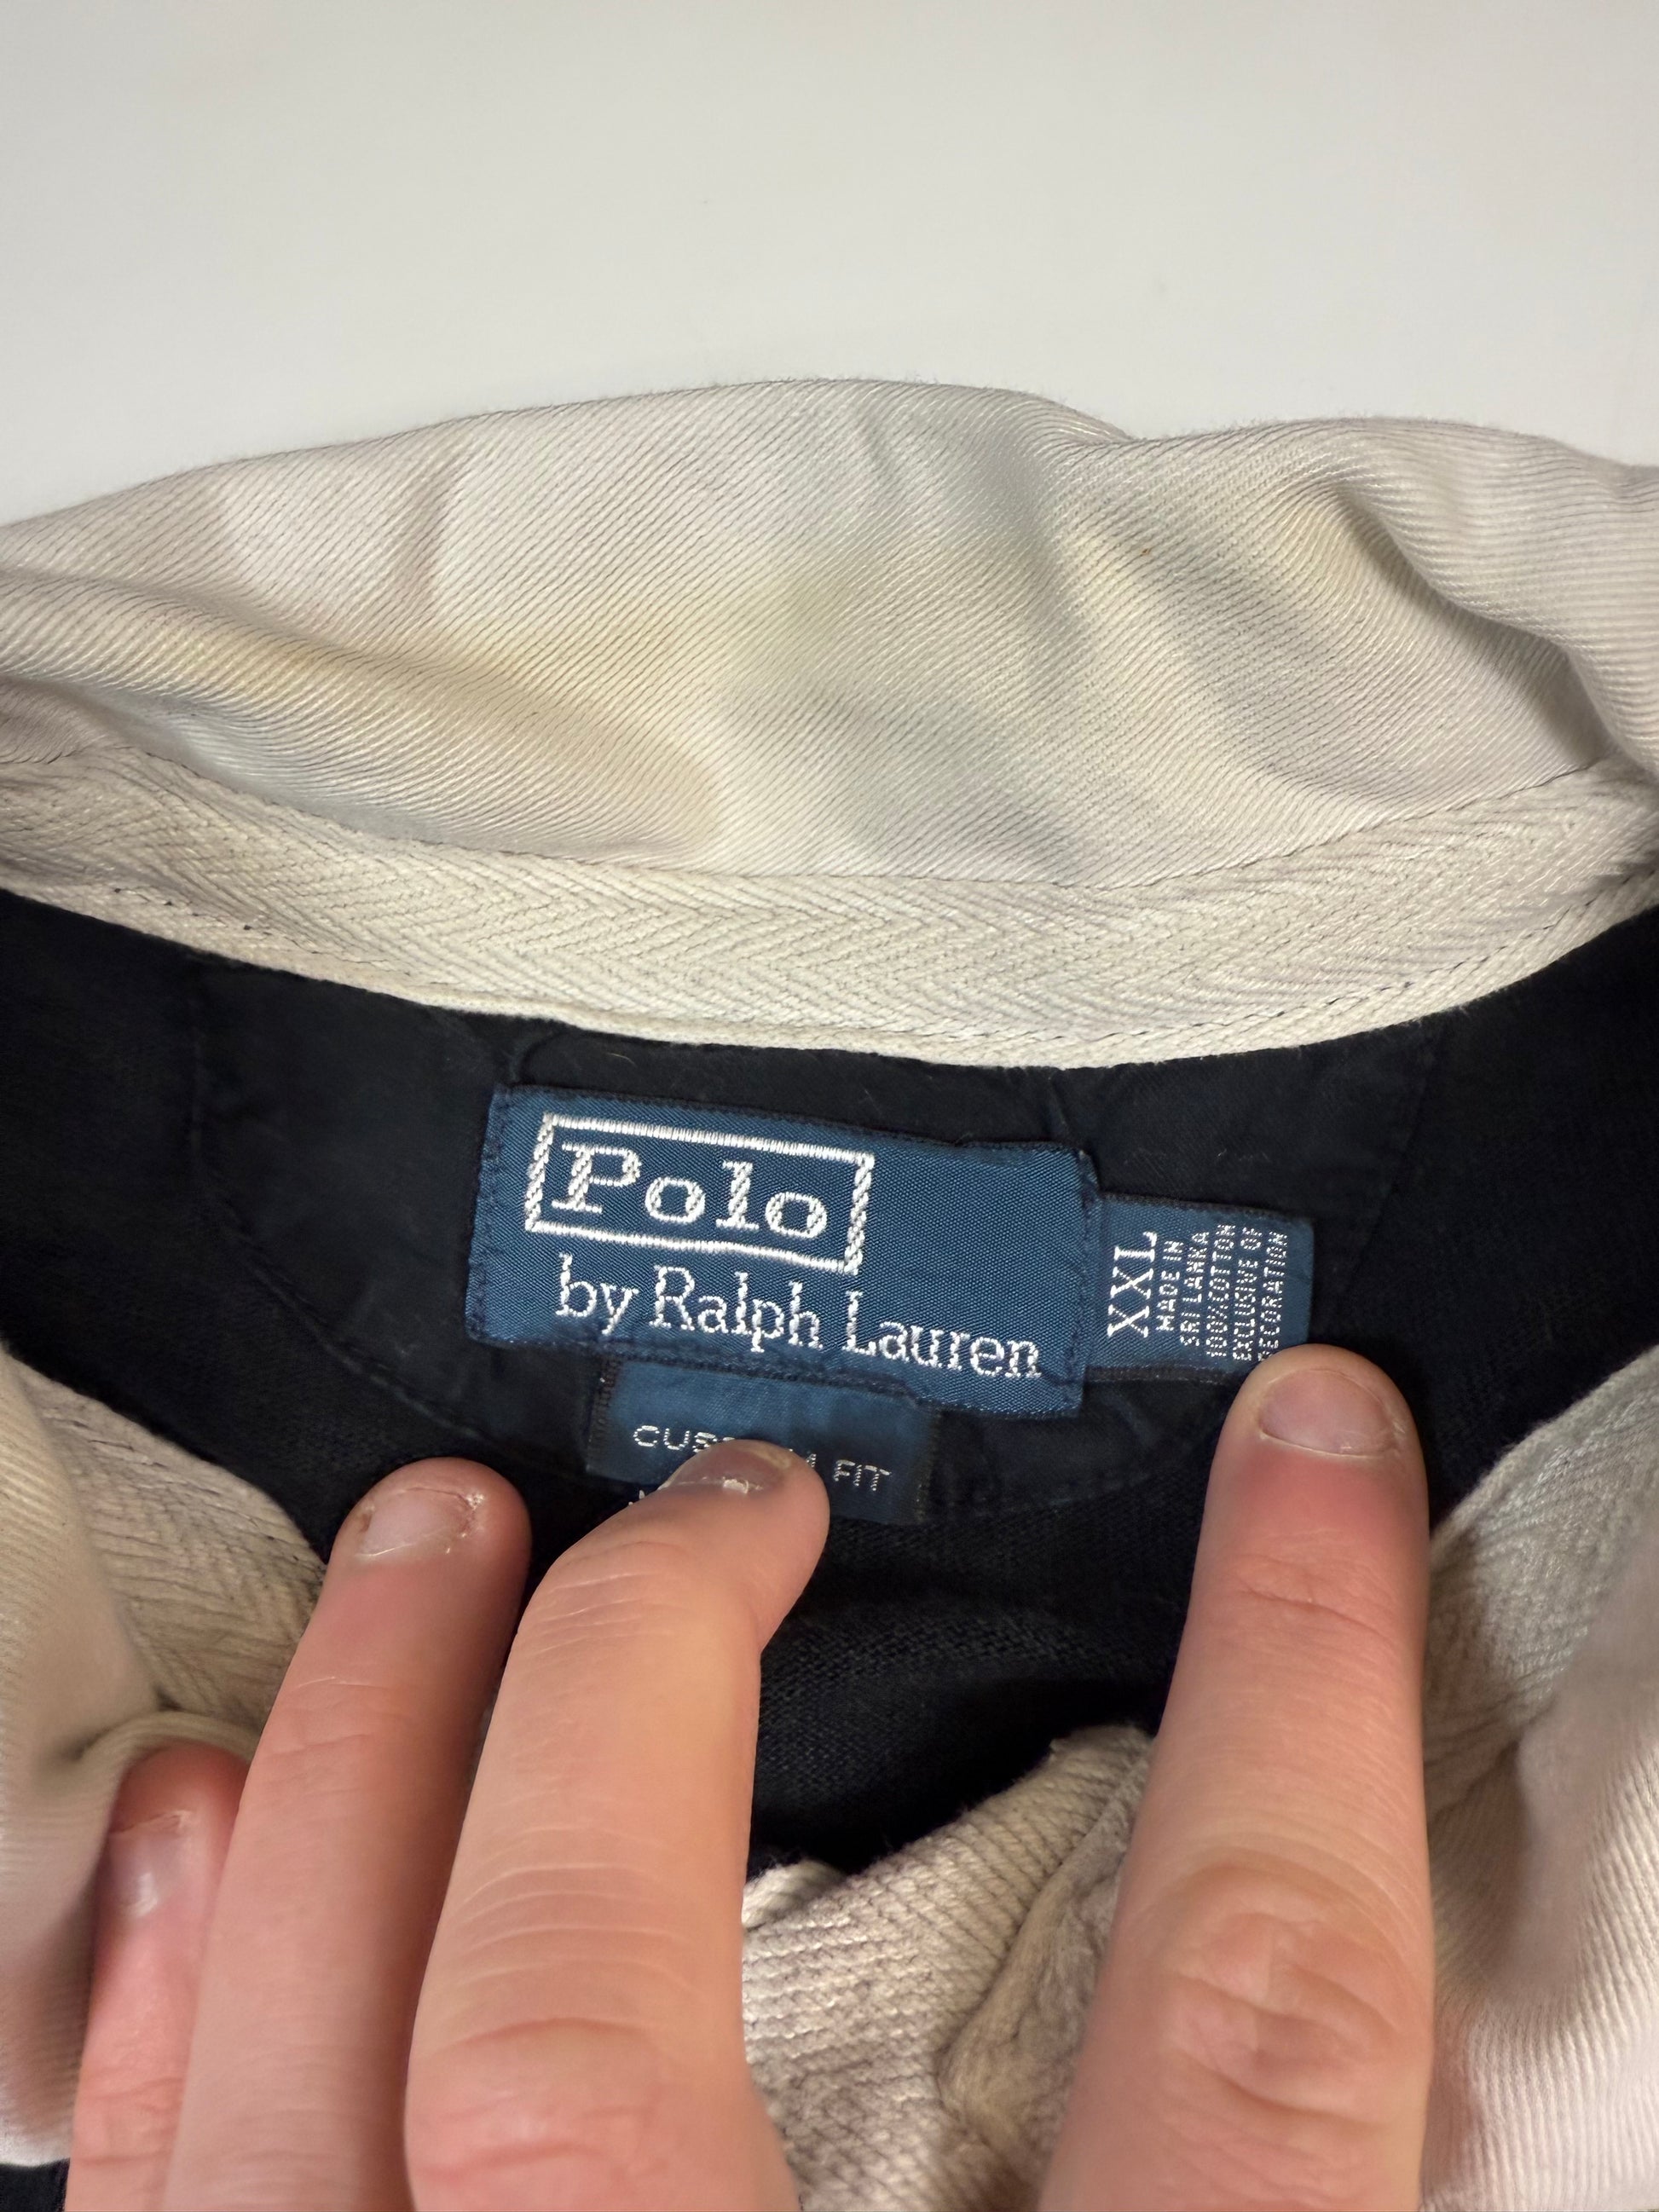 Polo
by Ralph Lauren
XXL
MADE IN
SRI LANKA
100% COTTON
EXCLUSIVE OF
DECORATION
FIT